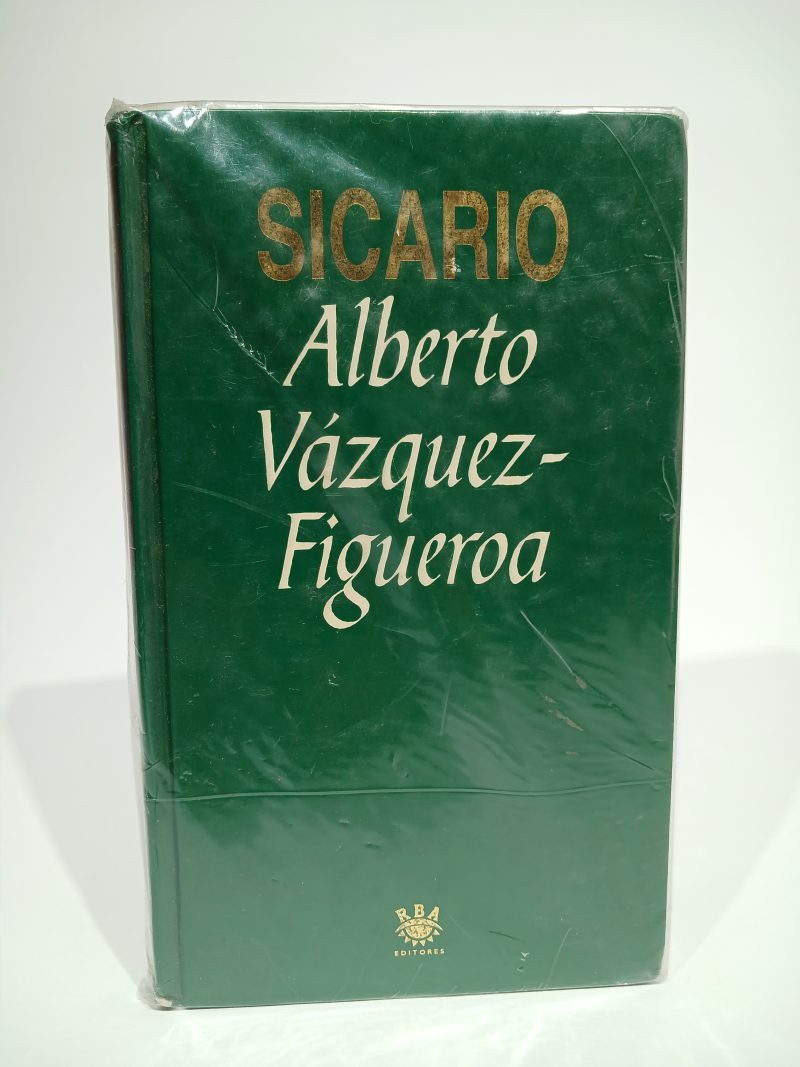 SICARIO
Alberto
Vázquez-
Figueroa
RBA
EDITORES